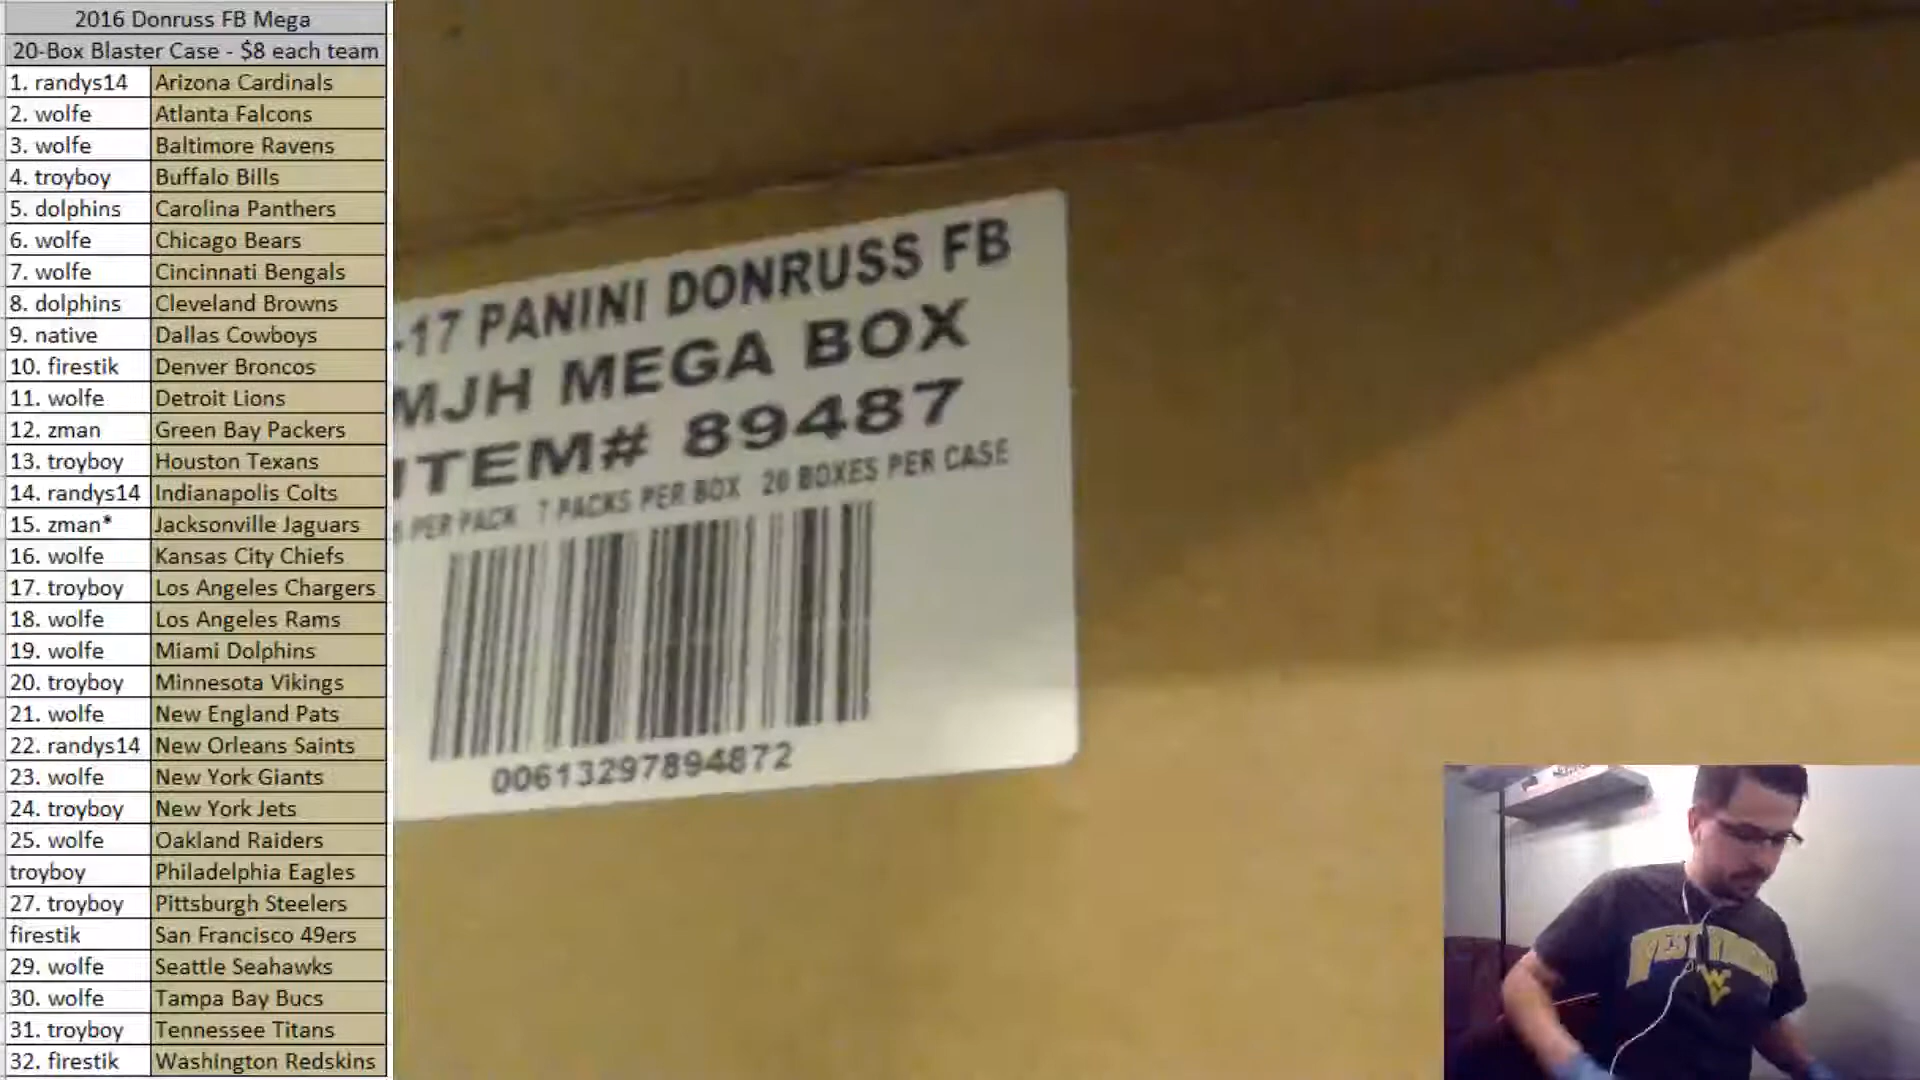 2016 Donruss FB Mega
20-Box Blaster Case - $8 each team
1. randys14 Arizona Cardinals
2. wolfe Atlanta Falcons
3. wolfe Baltimore Ravens
4. troyboy Buffalo Bills
5. dolphins Carolina Panthers
6. wolfe Chicago Bears
7. wolfe Cincinnati Bengals
8. dolphins Cleveland Browns
9. native Dallas Cowboys
10. firestik Denver Broncos
11. wolfe Detroit Lions
12. zman Green Bay Packers
13. troyboy Houston Texans
14. randys14 Indianapolis Colts
15. zman* Jacksonville Jaguars
16. wolfe Kansas City Chiefs
17. troyboy Los Angeles Chargers
18. wolfe Los Angeles Rams
19. wolfe Miami Dolphins
20. troyboy Minnesota Vikings
21. wolfe New England Pats
22. randys14 New Orleans Saints
23. wolfe New York Giants
24. troyboy New York Jets
25. wolfe Oakland Raiders
troyboy Philadelphia Eagles
27. troyboy Pittsburgh Steelers
firestik San Francisco 49ers
29. wolfe Seattle Seahawks
30. wolfe Tampa Bay Bucs
31. troyboy Tennessee Titans
32. firestik Washington Redskins
-17 PANINI DONRUSS FB
MJH MEGA BOX
ITEM# 89487
PER PACK 7 PACKS PER BOX 20 BOXES PER CASE
00613297894872
WV